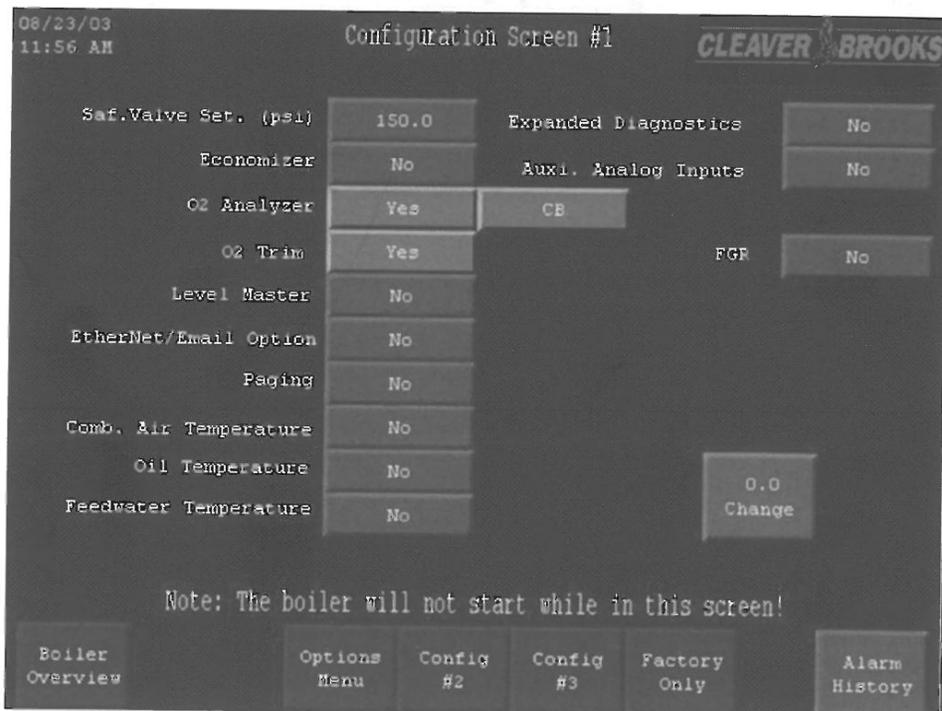 08/23/03
11:56 AM
Configuration Screen #1
CLEAVER BROOKS
Saf.Valve Set. (psi) 150.0
Expanded Diagnostics No
Economizer No
Auxi. Analog Inputs No
O2 Analyzer Yes CB
O2 Trim Yes
FGR No
Level Master No
EtherNet/Email Option No
Paging No
Comb. Air Temperature No
Oil Temperature No
Feedwater Temperature No
0.0
Change
Note: The boiler will not start while in this screen!
Boiler
Overview
Options
Menu
Config
#2
Config
#3
Factory
Only
Alarm
History